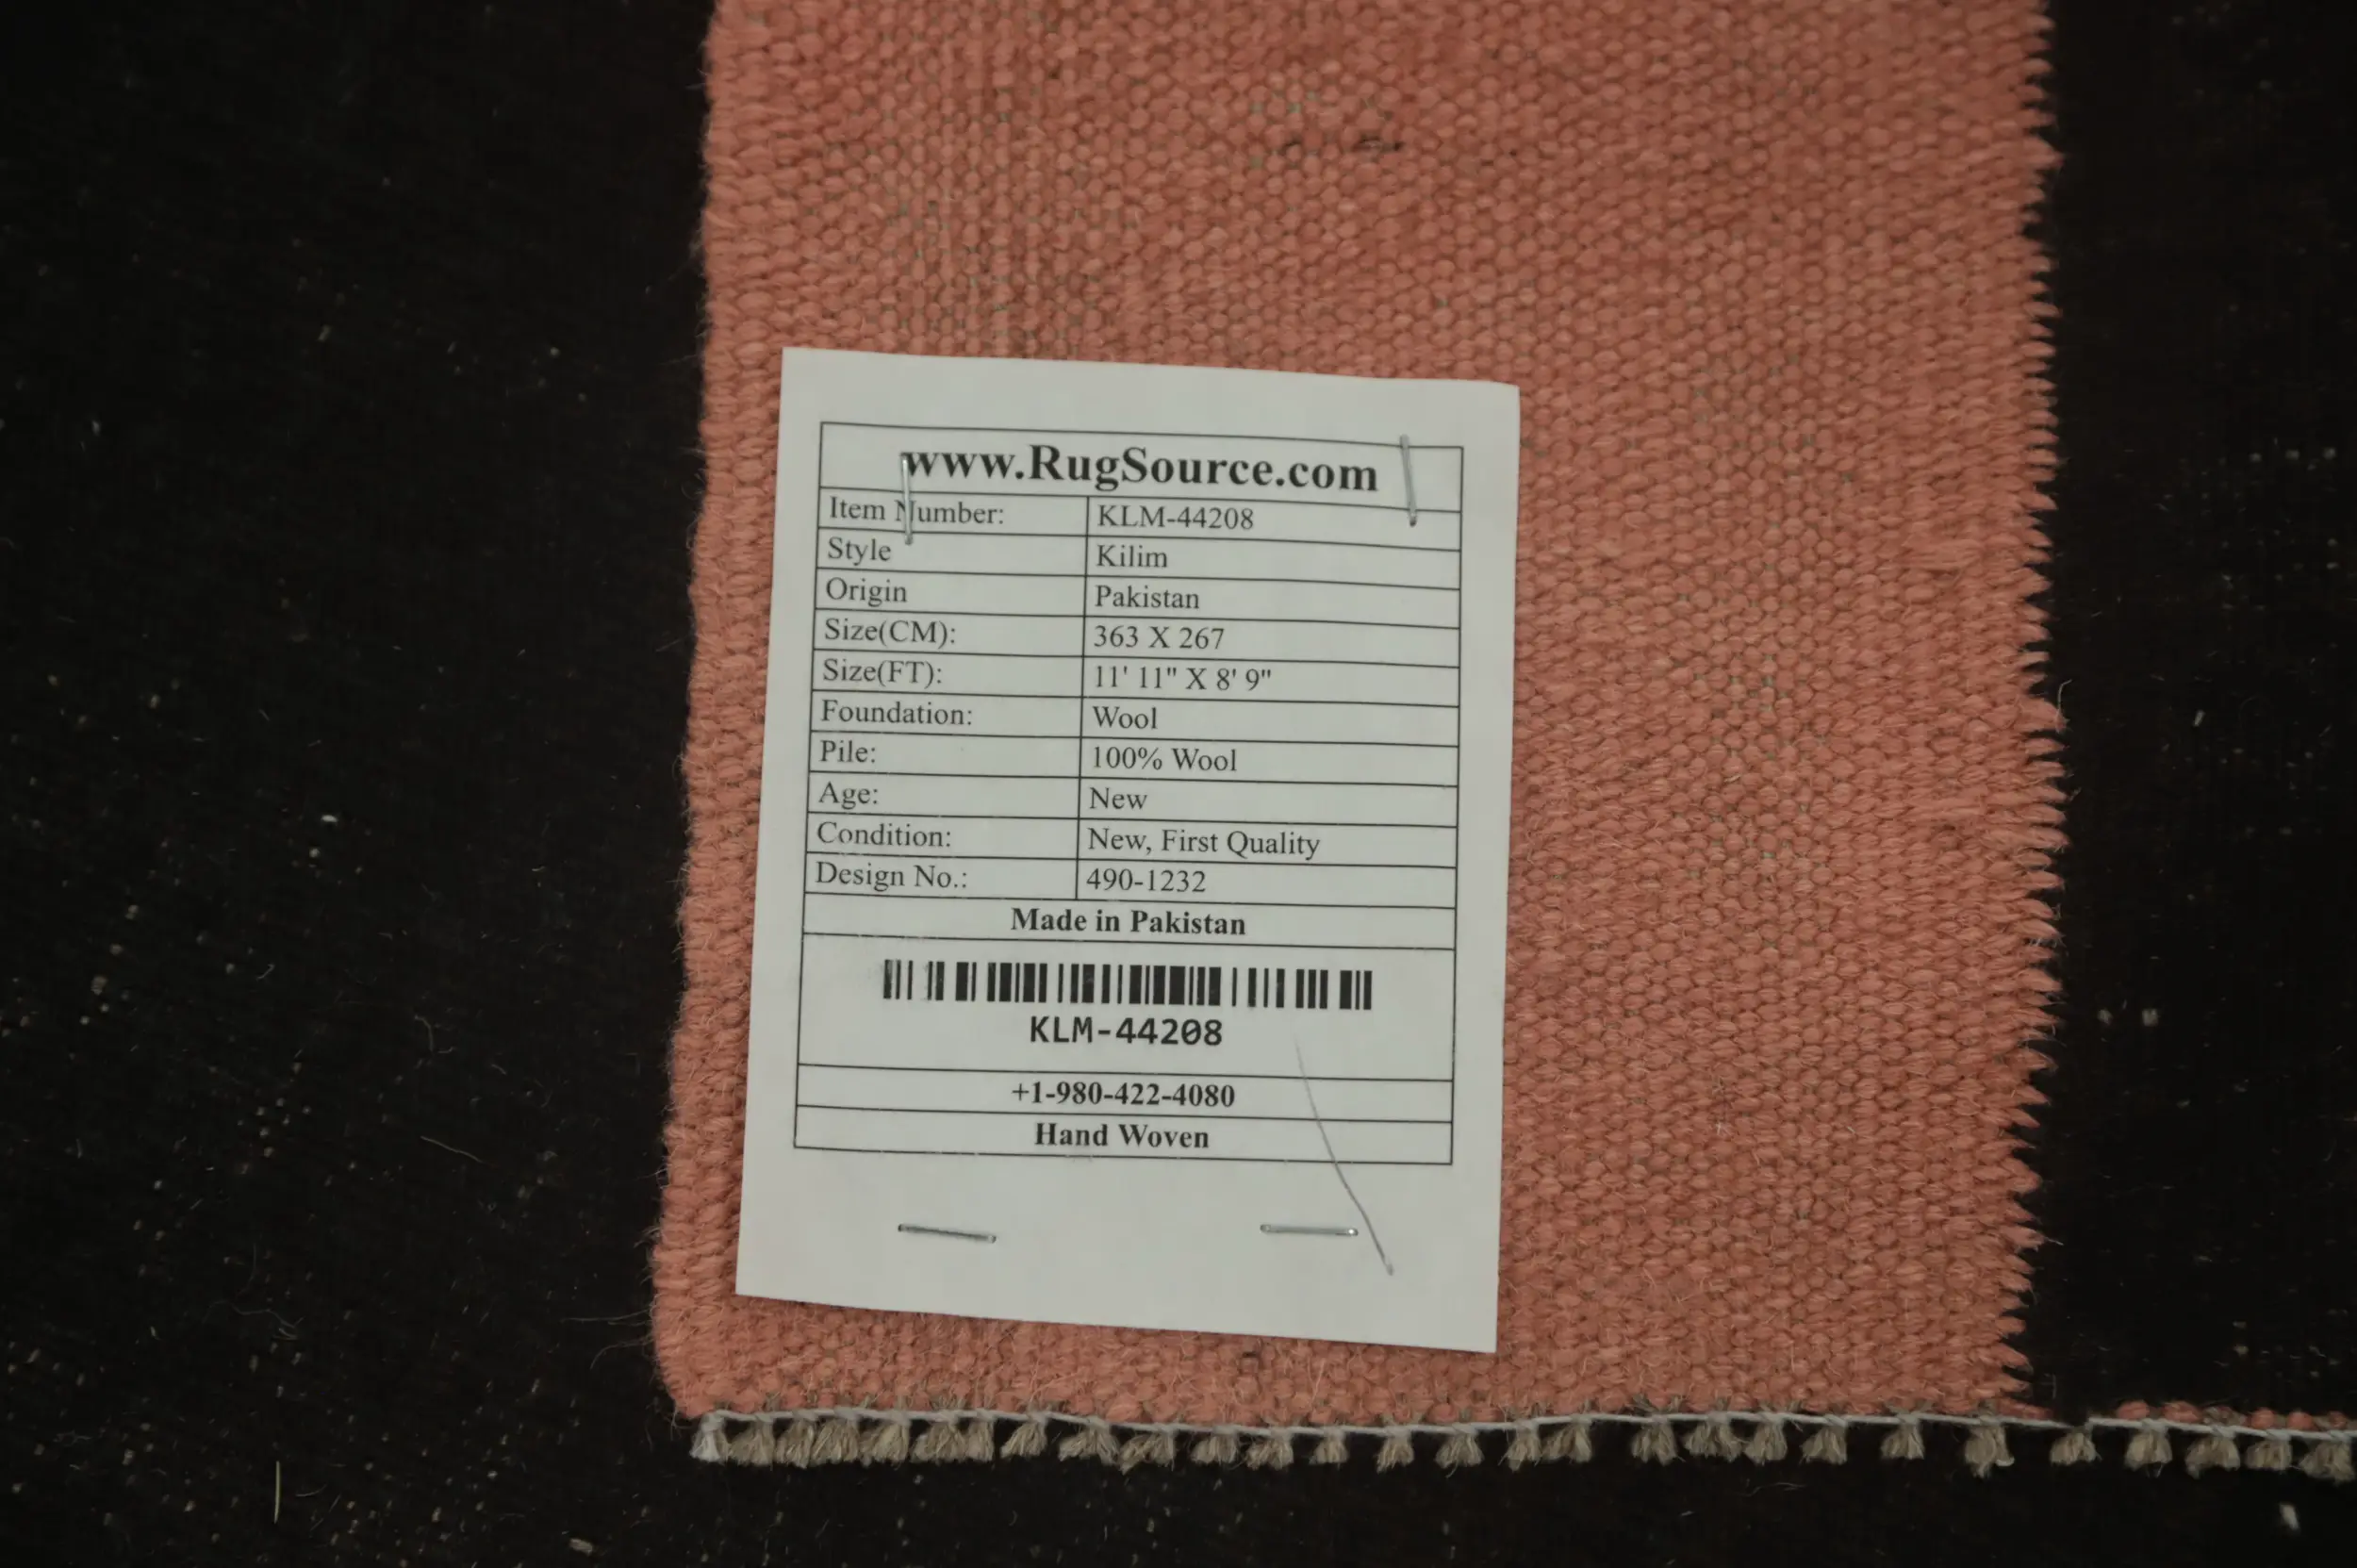 www.RugSource.com
Item Number: KLM-44208
Style Kilim
Origin Pakistan
Size(CM): 363 X 267
Size(FT): 11' 11" X 8' 9"
Foundation: Wool
Pile: 100% Wool
Age: New
Condition: New, First Quality
Design No.: 490-1232
Made in Pakistan
KLM-44208
+1-980-422-4080
Hand Woven